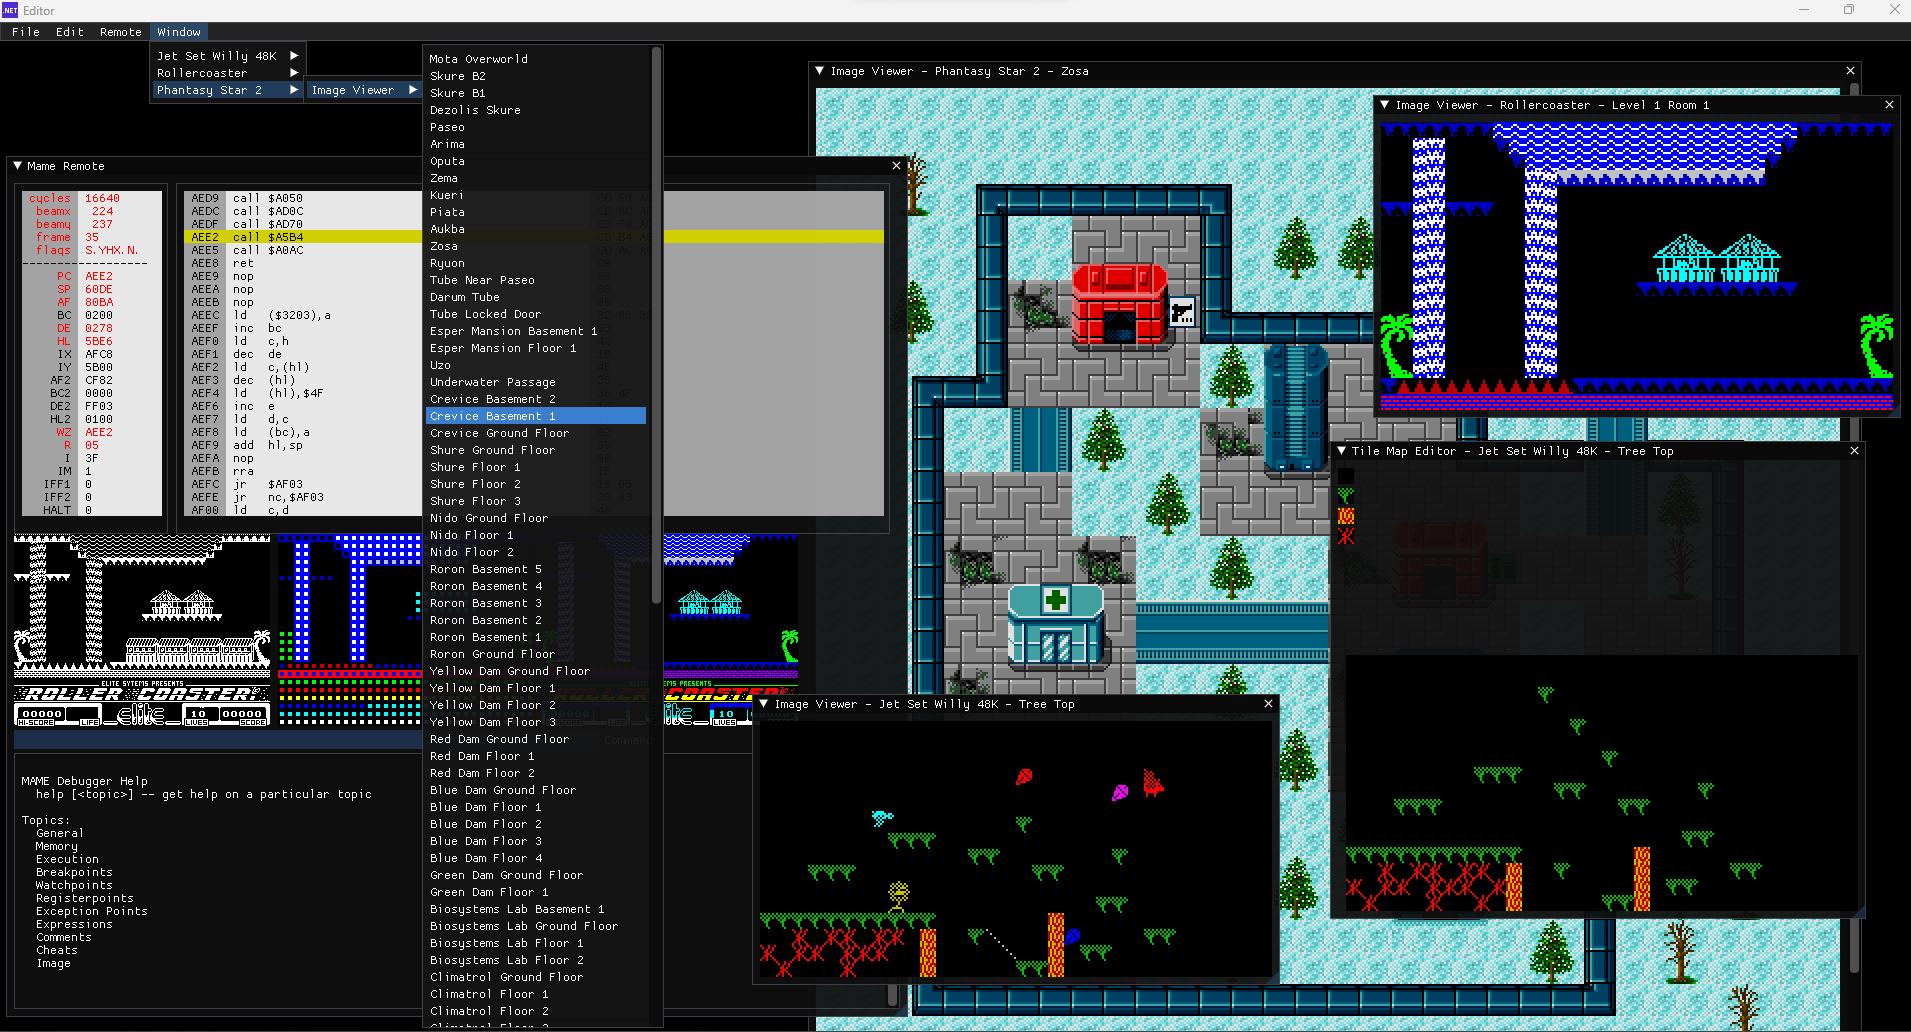 .NET Editor
File Edit Remote Window
Jet Set Willy 48K
Rollercoaster
Phantasy Star 2
Image Viewer
Mota Overworld
Skure B2
Skure B1
Dezolis Skure
Paseo
Arima
Oputa
Zema
Kueri
Piata
Aukba
Zosa
Ryuon
Tube Near Paseo
Darum Tube
Tube Locked Door
Esper Mansion Basement 1
Esper Mansion Floor 1
Uzo
Underwater Passage
Crevice Basement 2
Crevice Basement 1
Crevice Ground Floor
Shure Ground Floor
Shure Floor 1
Shure Floor 2
Shure Floor 3
Nido Ground Floor
Nido Floor 1
Nido Floor 2
Roron Basement 5
Roron Basement 4
Roron Basement 3
Roron Basement 2
Roron Basement 1
Roron Ground Floor
Yellow Dam Ground Floor
Yellow Dam Floor 1
Yellow Dam Floor 2
Yellow Dam Floor 3
Red Dam Ground Floor
Red Dam Floor 1
Red Dam Floor 2
Blue Dam Ground Floor
Blue Dam Floor 1
Blue Dam Floor 2
Blue Dam Floor 3
Blue Dam Floor 4
Green Dam Ground Floor
Green Dam Floor 1
Biosystems Lab Basement 1
Biosystems Lab Ground Floor
Biosystems Lab Floor 1
Biosystems Lab Floor 2
Climatrol Ground Floor
Climatrol Floor 1
Climatrol Floor 2
Climatrol Floor 3
Mame Remote
cycles 16640
beamx 224
beamy 237
frame 35
flags S.YHX.N.
PC AEE2
SP 60DE
AF 80BA
BC 0200
DE 0278
HL 5BE6
IX AFC8
IY 5B00
AF2 CF82
BC2 0000
DE2 FF03
HL2 0100
WZ AEE2
R 05
I 3F
IM 1
IFF1 0
IFF2 0
HALT 0
AED9 call $A050
AEDC call $AD0C
AEDF call $AD70
AEE2 call $A5B4
AEE5 call $A0AC
AEE8 ret
AEE9 nop
AEEA nop
AEEB nop
AEEC ld ($3203),a
AEEF inc bc
AEF0 ld c,h
AEF1 dec de
AEF2 ld c,(hl)
AEF3 dec (hl)
AEF4 ld (hl),$4F
AEF6 inc e
AEF7 ld d,c
AEF8 ld (bc),a
AEF9 add hl,sp
AEFA nop
AEFB rra
AEFC jr $AF03
AEFE jr nc,$AF03
AF00 ld c,d
ELITE SYTEMS PRESENTS
ROLLER COASTER
00000 elite 10 00000
HISCORE LIFE LIVES SCORE
Command
MAME Debugger Help
help [<topic>] -- get help on a particular topic
Topics:
General
Memory
Execution
Breakpoints
Watchpoints
Registerpoints
Exception Points
Expressions
Comments
Cheats
Image
Image Viewer - Phantasy Star 2 - Zosa
Image Viewer - Rollercoaster - Level 1 Room 1
Tile Map Editor - Jet Set Willy 48K - Tree Top
Image Viewer - Jet Set Willy 48K - Tree Top